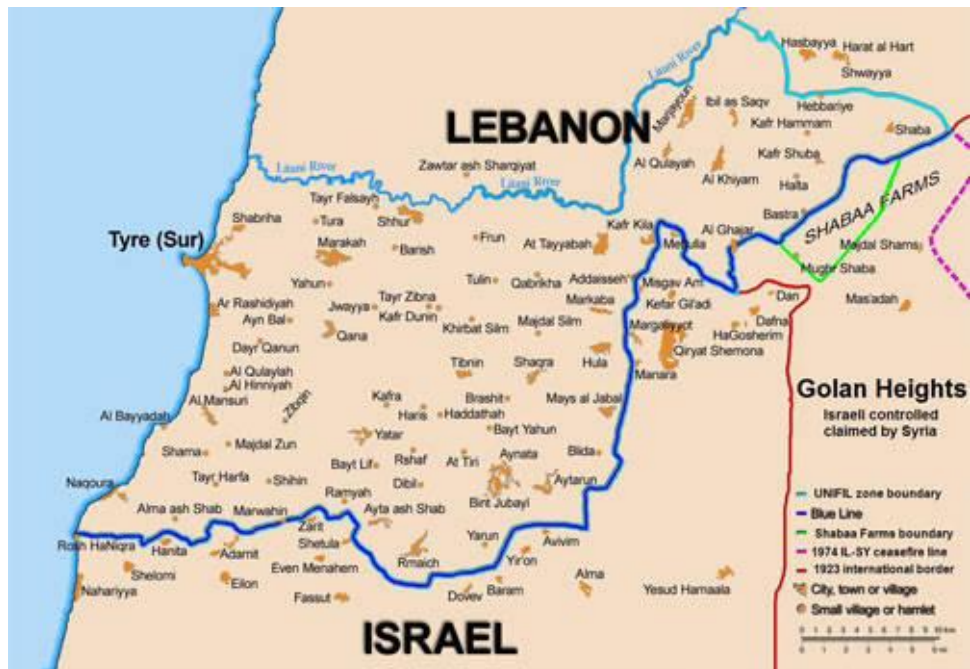 Hasbayya
Harat al Hart
Shwayya
Litani River
Marjayoun
Ibil as Saqv
Hebbariye
LEBANON
Kafr Hammam
Shaba
Al Qulayah
Kafr Shuba
Litani River
Zawtar ash Sharqiyat
Litani River
Al Khiyam
Halta
SHABAA FARMS
Tayr Falsayh
Shabriha
Tura
Shhur
Kafr Kila
Bastra
Al Ghajar
Tyre (Sur)
Marakah
Barish
Frun
At Tayyabah
Metulla
Majdal Shams
Mughr Shaba
Yahun
Tulin
Qabrikha
Addaisseh
Misgav Am
Ar Rashidiyah
Jwayya
Tayr Zibna
Markaba
Kefar Gil'adi
Dan
Mas'adah
Ayn Bal
Kafr Dunin
Khirbat Silm
Majdal Silm
Margaliyyot
Dafna
Qana
HaGosherim
Dayr Qanun
Tibnin
Shaqra
Hula
Qiryat Shemona
Al Qulaylah
Manara
Al Hinniyah
Golan Heights
Al Mansuri
Zibqin
Kafra
Brashit
Mays al Jabal
Israeli controlled
claimed by Syria
Al Bayyadah
Haris
Haddathah
Yatar
Bayt Yahun
Shama
Majdal Zun
Rshaf
At Tiri
Aynata
Blida
Bayt Lif
Tayr Harfa
Shihin
Dibil
Aytarun
Naqoura
Ramyah
Bint Jubayl
UNIFIL zone boundary
Alma ash Shab
Marwahin
Ayta ash Shab
Blue Line
Zarit
Shabaa Farms boundary
Rosh HaNiqra
Hanita
Adamit
Shetula
Yarun
Avivim
1974 IL-SY ceasefire line
Rmaich
Yir'on
1923 international border
Shelomi
Eilon
Even Menahem
Alma
Yesud Hamaala
City, town or village
Nahariyya
Fassut
Dovev
Baram
Small village or hamlet
ISRAEL